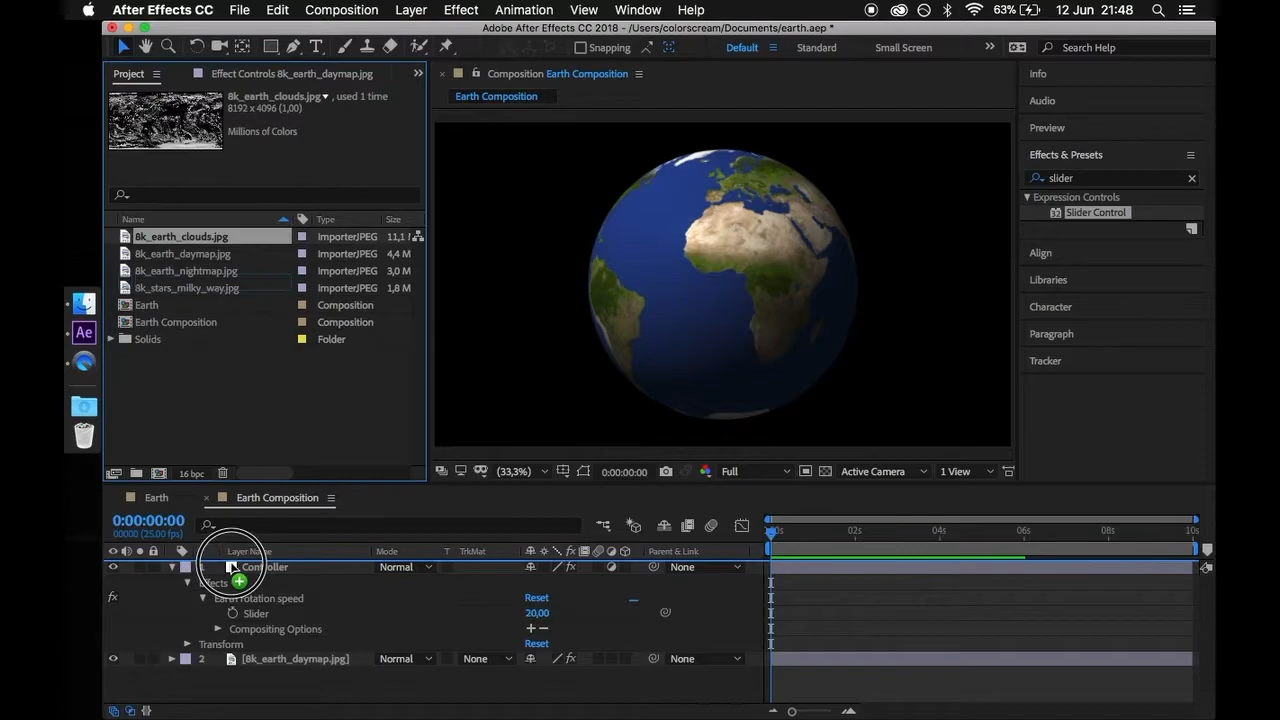 After Effects CC File Edit Composition Layer Effect Animation View Window Help 63% 12 Jun 21:48
Adobe After Effects CC 2018 - /Users/colorscream/Documents/earth.aep *
Snapping Default Standard Small Screen Search Help
Project Effect Controls 8k_earth_daymap.jpg
Composition Earth Composition
Info
8k_earth_clouds.jpg , used 1 time
8192 x 4096 (1,00)
Millions of Colors
Earth Composition
Audio
Preview
Effects & Presets
slider
Expression Controls
Slider Control
Align
Libraries
Character
Paragraph
Tracker
Name Type Size
8k_earth_clouds.jpg ImporterJPEG 11,1
8k_earth_daymap.jpg ImporterJPEG 4,4 M
8k_earth_nightmap.jpg ImporterJPEG 3,0 M
8k_stars_milky_way.jpg ImporterJPEG 1,8 M
Earth Composition
Earth Composition Composition
Solids Folder
Ae
16 bpc
(33,3%) 0:00:00:00 Full Active Camera 1 View
Earth Earth Composition
0:00:00:00
00000 (25.00 fps)
02s 04s 06s 08s 10s
Layer Name Mode T TrkMat Parent & Link
1 Controller Normal None
Effects
fx Earth rotation speed Reset
Slider 20,00
Compositing Options + −
Transform Reset
2 [8k_earth_daymap.jpg] Normal None None